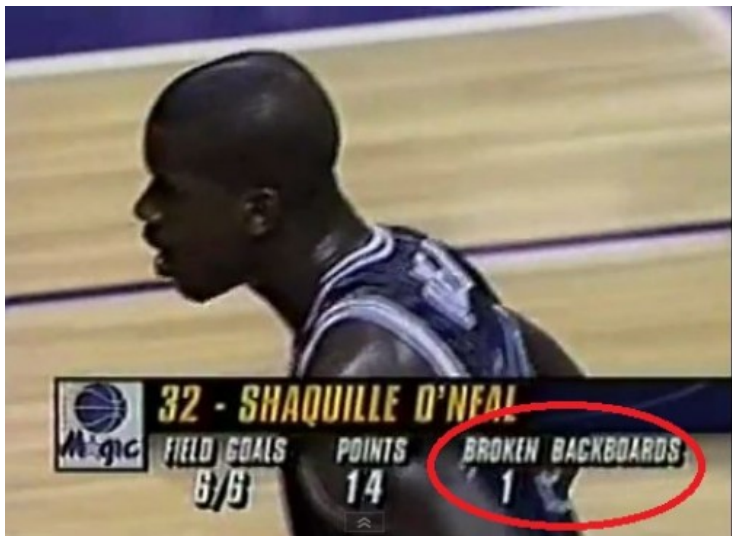 32 - SHAQUILLE O'NEAL
Magic
FIELD GOALS POINTS BROKEN BACKBOARDS
6/6 14 1